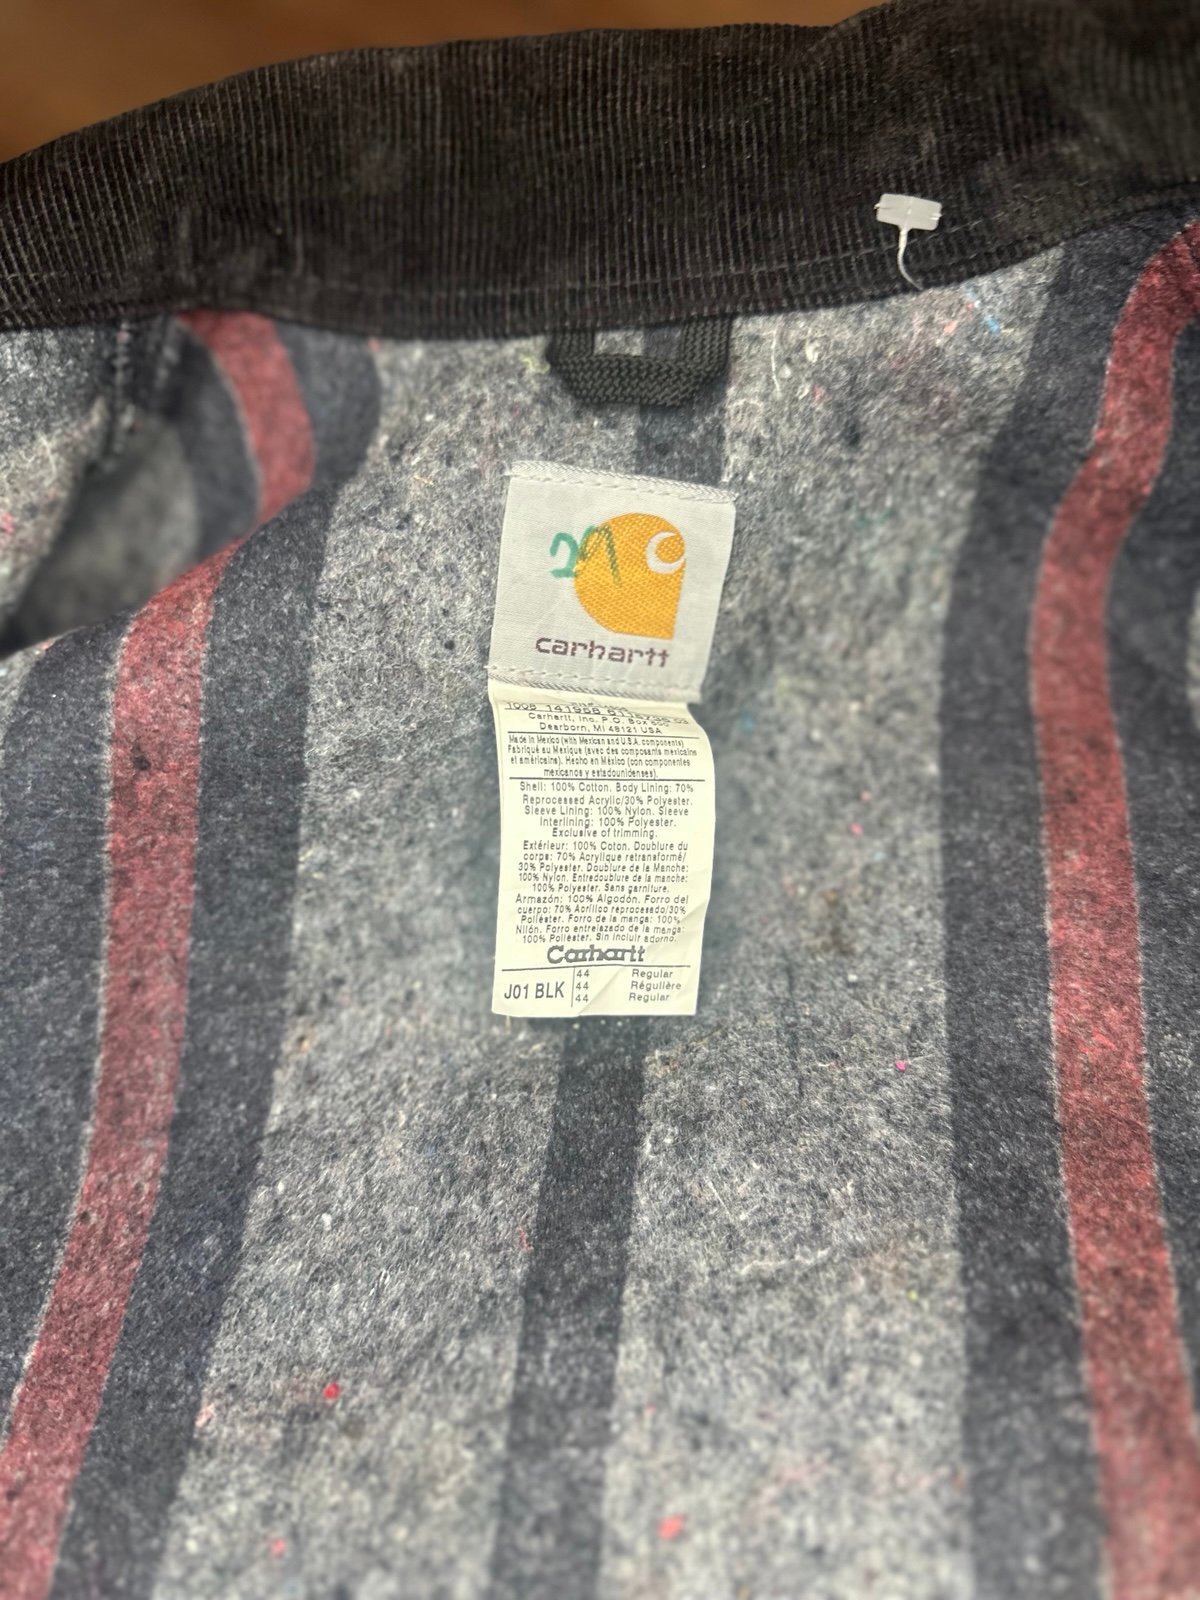 29
carhartt
Carhartt, Inc. P.O. Box 600
Dearborn, MI 48121 USA
Made in Mexico (with Mexican and U.S.A. components)
Fabriqué au Mexique (avec des composants mexicains
et américains). Hecho en México (con componentes
mexicanos y estadounidenses).
Shell: 100% Cotton. Body Lining: 70%
Reprocessed Acrylic/30% Polyester.
Sleeve Lining: 100% Nylon. Sleeve
Interlining: 100% Polyester.
Exclusive of trimming.
Extérieur: 100% Coton. Doublure du
corps: 70% Acrylique retransformé/
30% Polyester. Doublure de la Manche:
100% Nylon. Entredoublure de la manche:
100% Polyester. Sans garniture.
Armazón: 100% Algodón. Forro del
cuerpo: 70% Acrílico reprocesado/30%
Poliéster. Forro de la manga: 100%
Nilón. Forro entrelazado de la manga:
100% Poliéster. Sin incluir adorno.
Carhartt
44 Regular
J01 BLK 44 Régulière
44 Regular